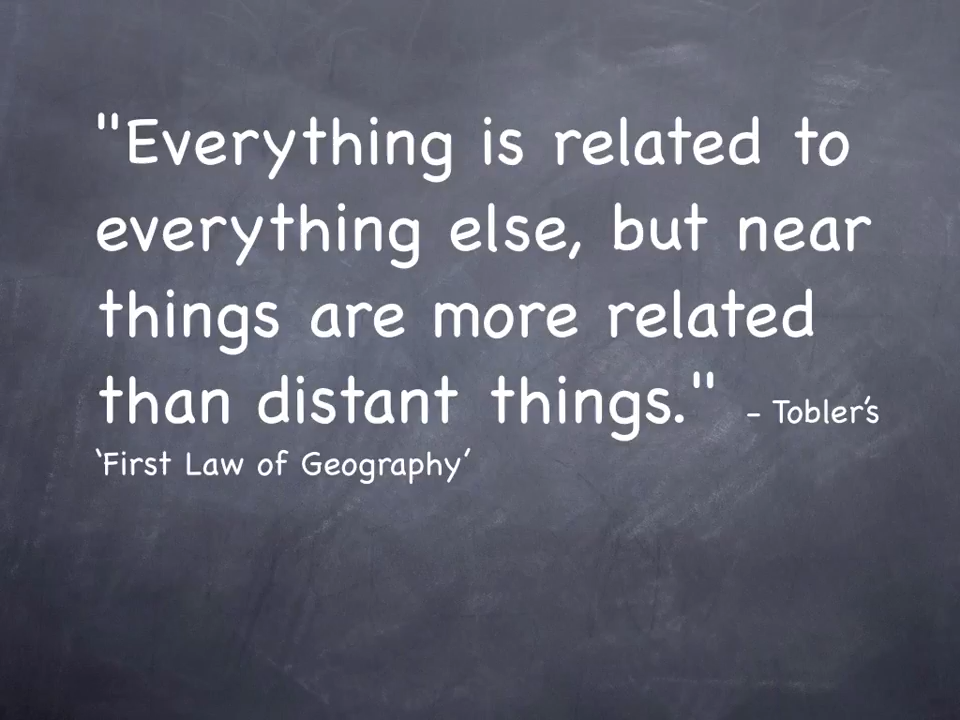 "Everything is related to
everything else, but near
things are more related
than distant things." – Tobler's
‘First Law of Geography’